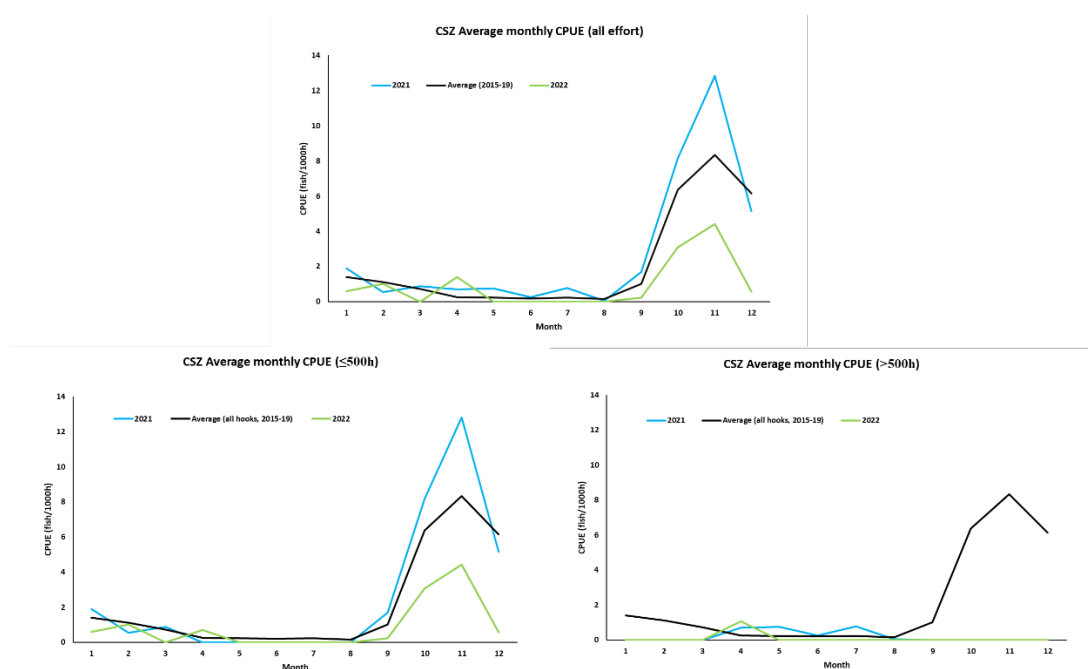 CSZ Average monthly CPUE (all effort)
14
12
10
8
6
4
2
0
CPUE (fish/1000h)
2021 Average (2015-19) 2022
1 2 3 4 5 6 7 8 9 10 11 12
Month
CSZ Average monthly CPUE (≤500h)
14
12
10
8
6
4
2
0
CPUE (fish/1000h)
2021 Average (all hooks, 2015-19) 2022
1 2 3 4 5 6 7 8 9 10 11 12
Month
CSZ Average monthly CPUE (>500h)
14
12
10
8
6
4
2
0
CPUE (fish/1000h)
2021 Average (all hooks, 2015-19) 2022
1 2 3 4 5 6 7 8 9 10 11 12
Month